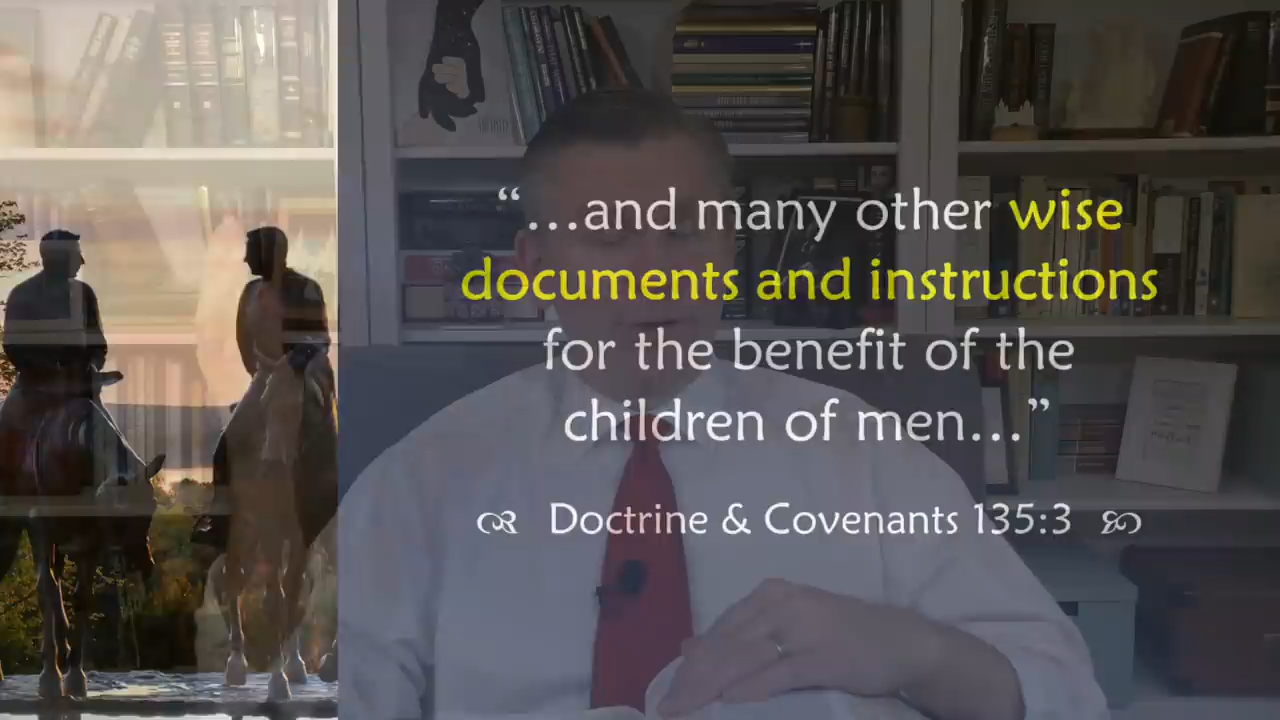 “...and many other wise
documents and instructions
for the benefit of the
children of men...”
Doctrine & Covenants 135:3